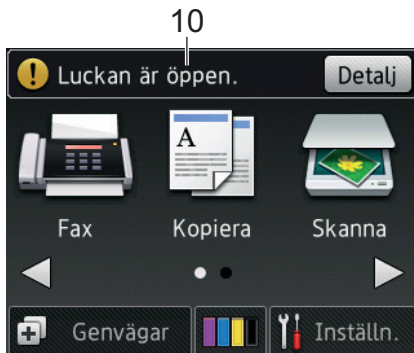 10
Luckan är öppen. Detalj
A
Fax Kopiera Skanna
Genvägar Inställn.